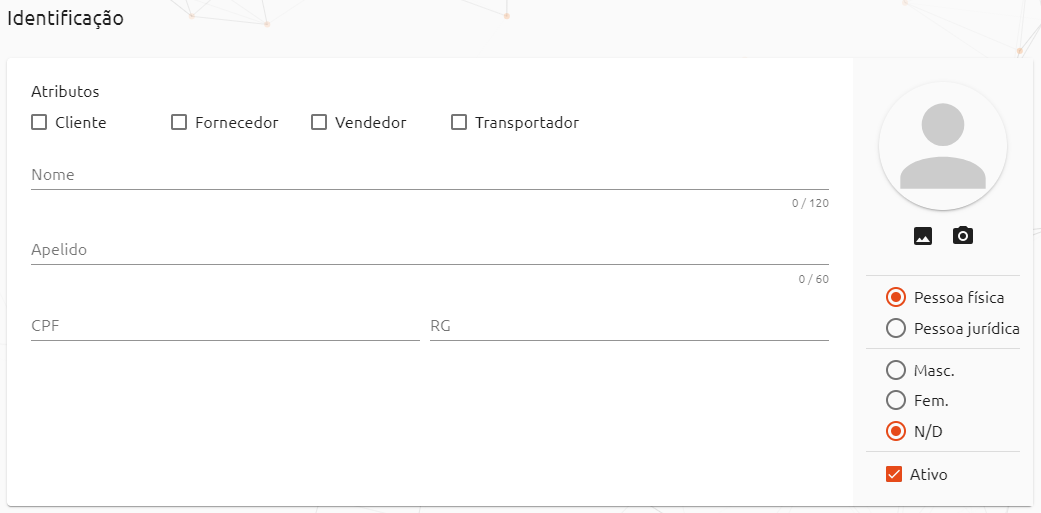 Identificação
Atributos
Cliente Fornecedor Vendedor Transportador
Nome
0 / 120
Apelido
0 / 60
CPF RG
Pessoa física
Pessoa jurídica
Masc.
Fem.
N/D
Ativo